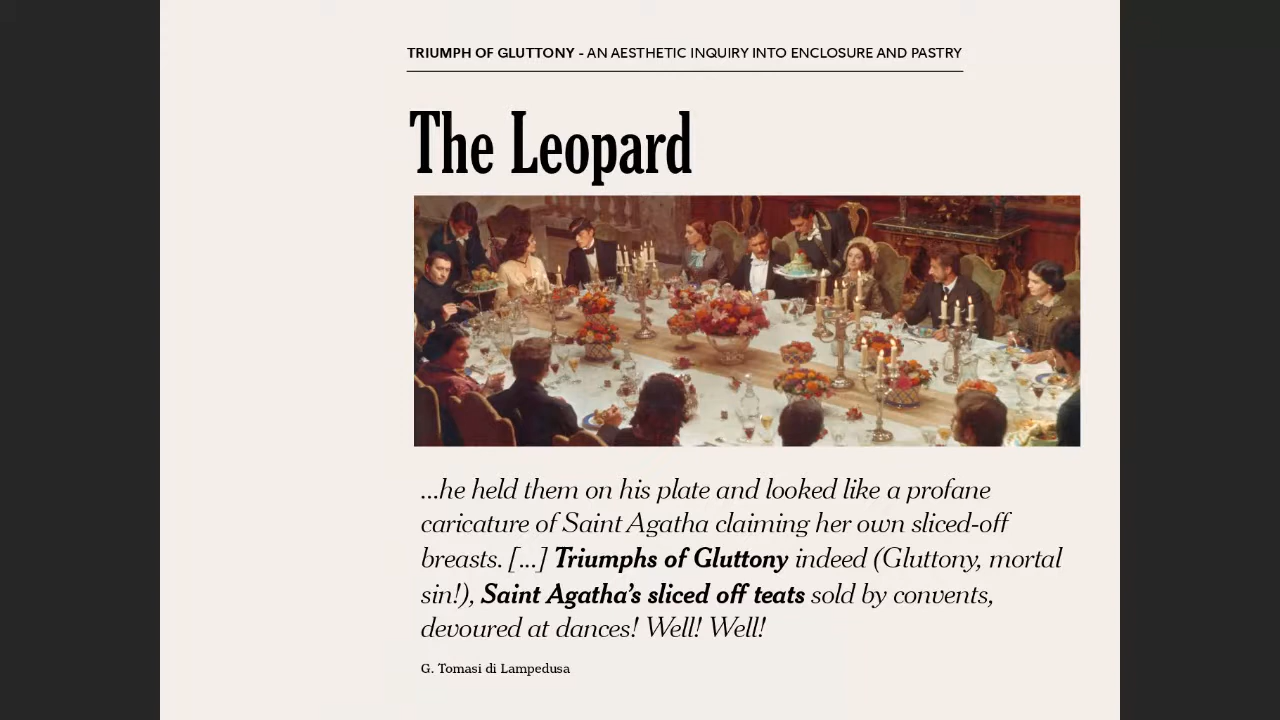 TRIUMPH OF GLUTTONY - AN AESTHETIC INQUIRY INTO ENCLOSURE AND PASTRY
The Leopard
...he held them on his plate and looked like a profane
caricature of Saint Agatha claiming her own sliced-off
breasts. [...] Triumphs of Gluttony indeed (Gluttony, mortal
sin!), Saint Agatha’s sliced off teats sold by convents,
devoured at dances! Well! Well!
G. Tomasi di Lampedusa